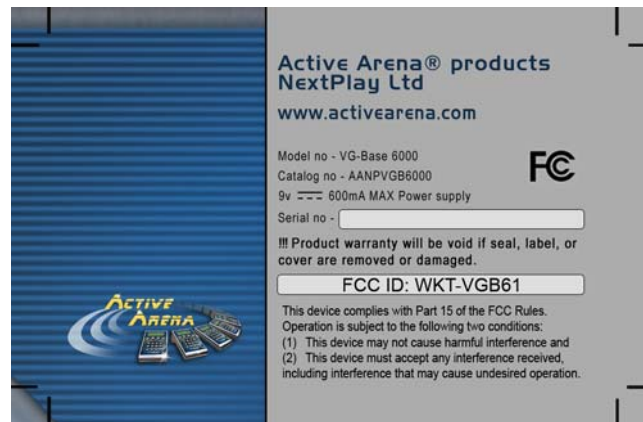 Active Arena® products
NextPlay Ltd
www.activearena.com
Model no - VG-Base 6000
Catalog no - AANPVGB6000
9v 600mA MAX Power supply
Serial no -
!!! Product warranty will be void if seal, label, or
cover are removed or damaged.
FCC ID: WKT-VGB61
This device complies with Part 15 of the FCC Rules.
Operation is subject to the following two conditions:
(1) This device may not cause harmful interference and
(2) This device must accept any interference received,
including interference that may cause undesired operation.
FC
ACTIVE
ARENA